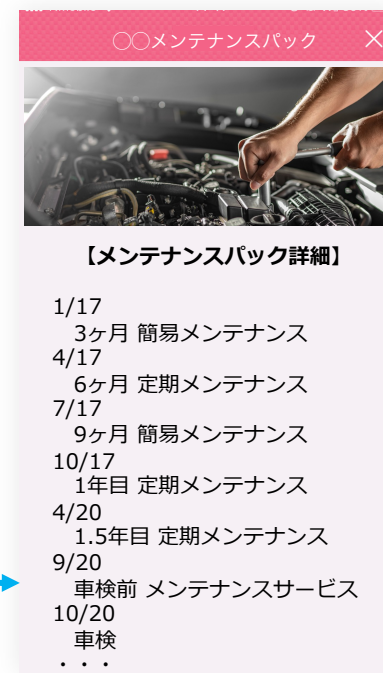 ○○メンテナンスパック ×
【メンテナンスパック詳細】
1/17
3ヶ月 簡易メンテナンス
4/17
6ヶ月 定期メンテナンス
7/17
9ヶ月 簡易メンテナンス
10/17
1年目 定期メンテナンス
4/20
1.5年目 定期メンテナンス
9/20
車検前 メンテナンスサービス
10/20
車検
・・・